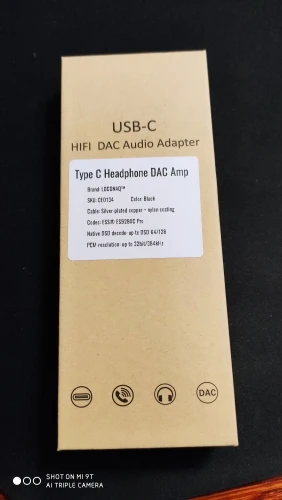 USB-C
HIFI DAC Audio Adapter
Type C Headphone DAC Amp
Brand: LOCONAQ™
SKU: CE0134 Color: Black
Cable: Silver-plated copper + nylon coating
Codes: ESS® ES9280C Pro
Native DSD decode: up to DSD 64/128
PCM resolution: up to 32bit/384kHz
DAC
SHOT ON MI 9T
AI TRIPLE CAMERA